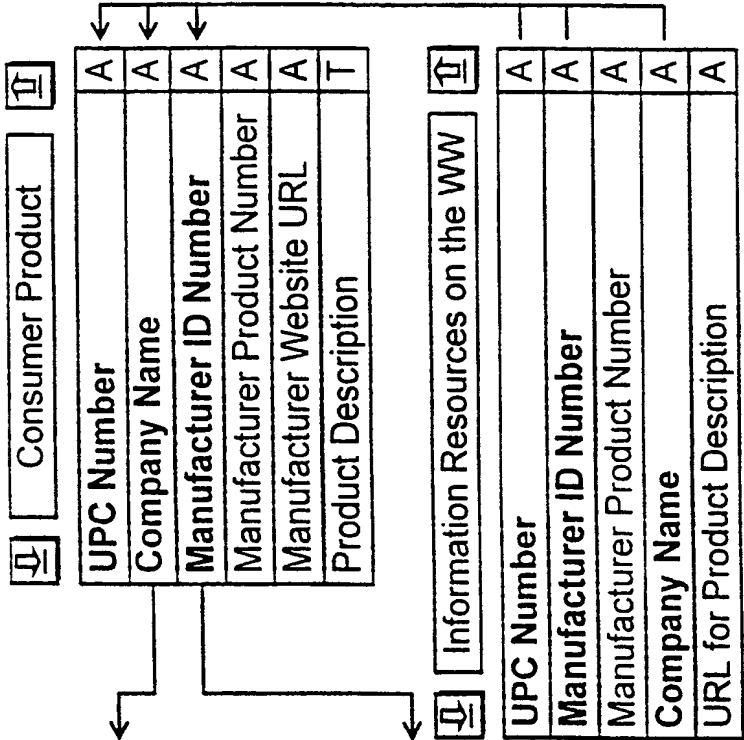 Consumer Product
UPC Number A
Company Name A
Manufacturer ID Number A
Manufacturer Product Number A
Manufacturer Website URL A
Product Description T
Information Resources on the WW
UPC Number A
Manufacturer ID Number A
Manufacturer Product Number A
Company Name A
URL for Product Description A